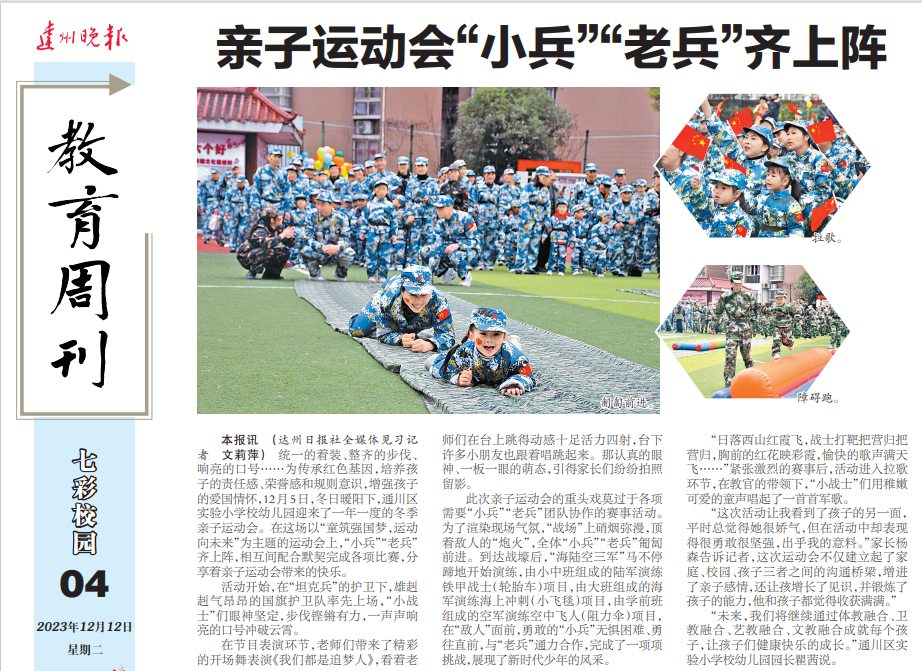 达州晚报
教育周刊
七彩校园
04
2023年12月12日
星期二
亲子运动会“小兵”“老兵”齐上阵
六个好
匍匐前进。
拉歌。
障碍跑。
本报讯 （达州日报社全媒体见习记
者 文莉萍） 统一的着装、整齐的步伐、
响亮的口号……为传承红色基因，培养孩
子的责任感、荣誉感和规则意识，增强孩子
的爱国情怀，12月5日，冬日暖阳下，通川区
实验小学校幼儿园迎来了一年一度的冬季
亲子运动会。在这场以“童筑强国梦，运动
向未来”为主题的运动会上，“小兵”“老兵”
齐上阵，相互间配合默契完成各项比赛，分
享着亲子运动会带来的快乐。
活动开始，在“坦克兵”的护卫下，雄赳
赳气昂昂的国旗护卫队率先上场，“小战
士”们眼神坚定，步伐铿锵有力，一声声响
亮的口号冲破云霄。
在节目表演环节，老师们带来了精彩
的开场舞表演《我们都是追梦人》，看着老
师们在台上跳得动感十足活力四射，台下
许多小朋友也跟着唱跳起来。那认真的眼
神、一板一眼的萌态，引得家长们纷纷拍照
留影。
此次亲子运动会的重头戏莫过于各项
需要“小兵”“老兵”团队协作的赛事活动。
为了渲染现场气氛，“战场”上硝烟弥漫，顶
着敌人的“炮火”，全体“小兵”“老兵”匍匐
前进。到达战壕后，“海陆空三军”马不停
蹄地开始演练，由小中班组成的陆军演练
铁甲战士（轮胎车）项目，由大班组成的海
军演练海上冲刺（小飞毯）项目，由学前班
组成的空军演练空中飞人（阻力伞）项目，
在“敌人”面前，勇敢的“小兵”无惧困难、勇
往直前，与“老兵”通力合作，完成了一项项
挑战，展现了新时代少年的风采。
“日落西山红霞飞，战士打靶把营归把
营归，胸前的红花映彩霞，愉快的歌声满天
飞……”紧张激烈的赛事后，活动进入拉歌
环节，在教官的带领下，“小战士”们用稚嫩
可爱的童声唱起了一首首军歌。
“这次活动让我看到了孩子的另一面，
平时总觉得她很娇气，但在活动中却表现
得很勇敢很坚强，出乎我的意料。”家长杨
森告诉记者，这次运动会不仅建立起了家
庭、校园、孩子三者之间的沟通桥梁，增进
了亲子感情，还让孩增长了见识，并锻炼了
孩子的能力，他和孩子都觉得收获满满。”
“未来，我们将继续通过体教融合、卫
教融合、艺教融合、文教融合成就每个孩
子，让孩子们健康快乐的成长。”通川区实
验小学校幼儿园园长瞿茜说。